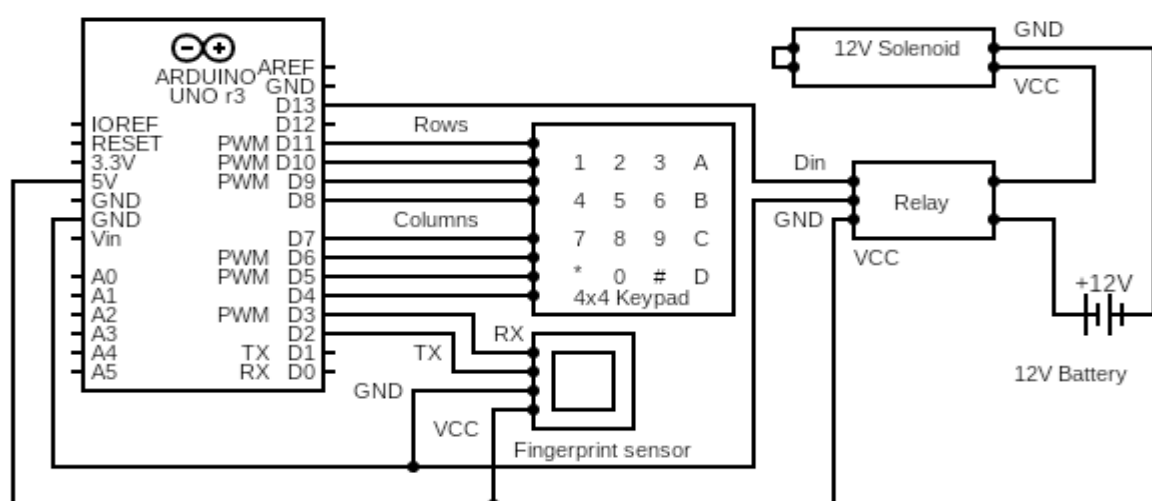 ARDUINO
UNO r3
AREF
GND
D13
D12
PWM D11
PWM D10
PWM D9
D8
D7
PWM D6
PWM D5
D4
PWM D3
D2
TX D1
RX D0
IOREF
RESET
3.3V
5V
GND
GND
Vin
A0
A1
A2
A3
A4
A5
Rows
Columns
1 2 3 A
4 5 6 B
7 8 9 C
* 0 # D
4x4 Keypad
RX
TX
GND
VCC
Fingerprint sensor
12V Solenoid
GND
VCC
Din
GND
VCC
Relay
+12V
12V Battery